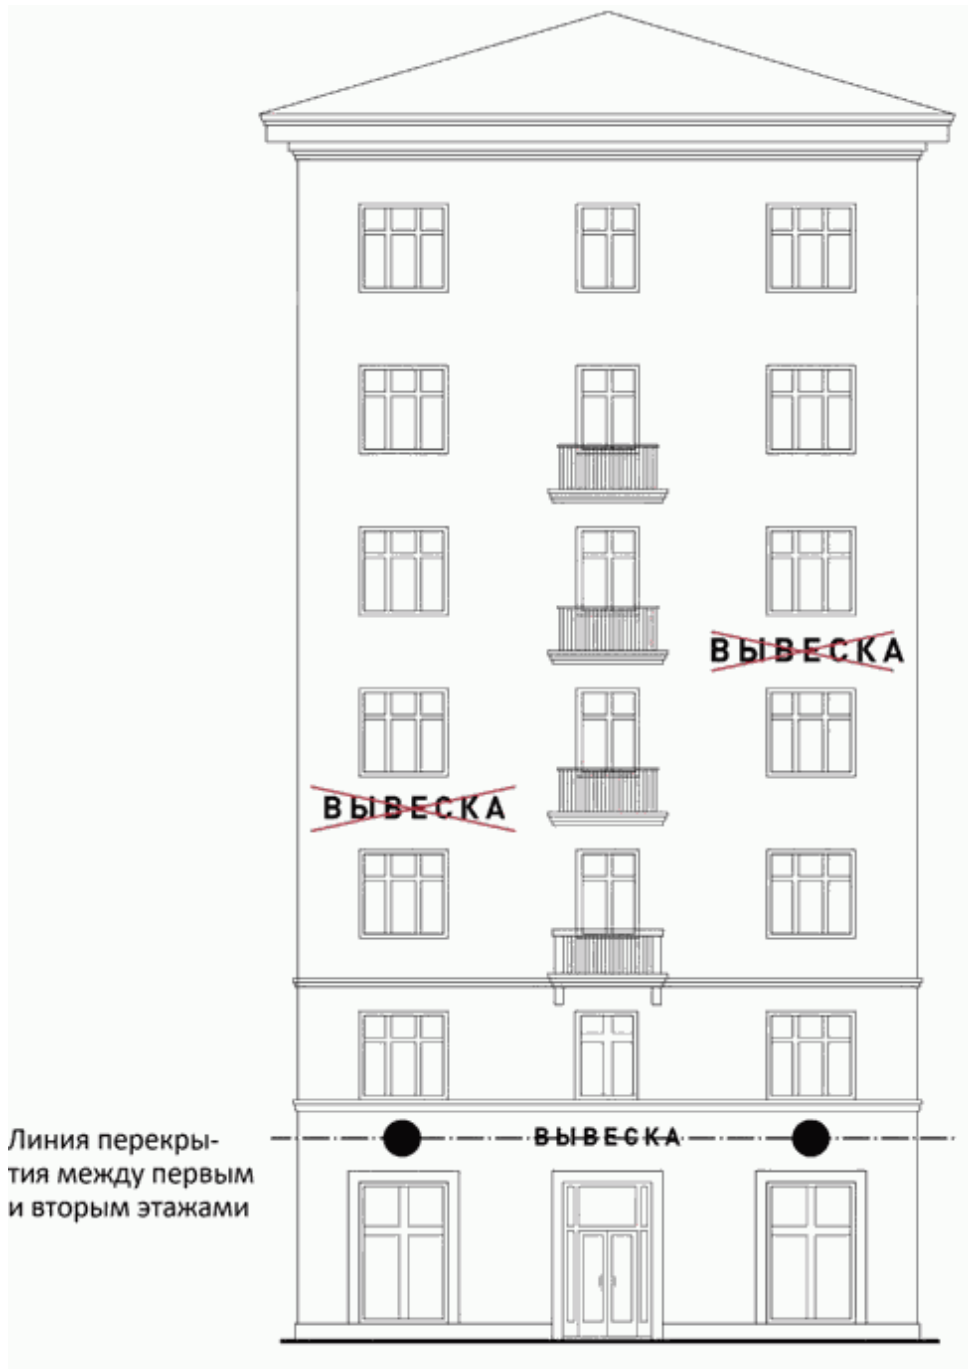 ВЫВЕСКА
ВЫВЕСКА
ВЫВЕСКА
Линия перекры-
тия между первым
и вторым этажами